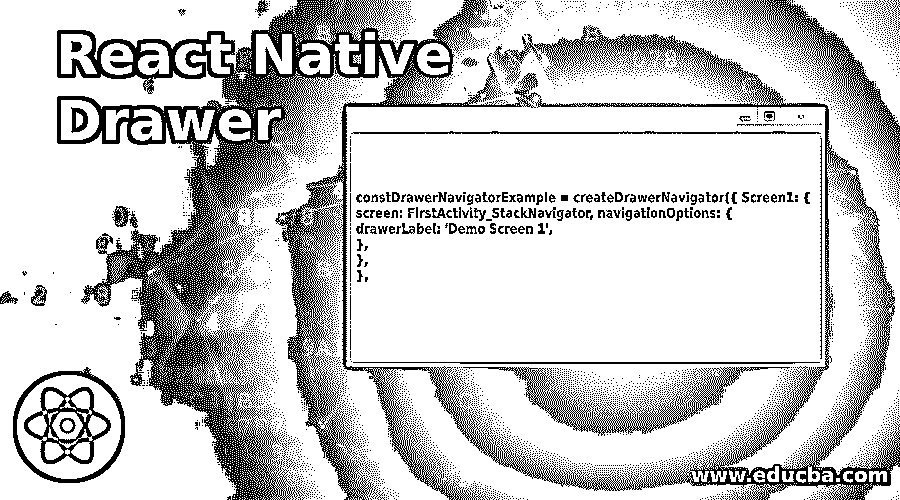 React Native
Drawer
constDrawerNavigatorExample = createDrawerNavigator({ Screen1: {
screen: FirstActivity_StackNavigator, navigationOptions: {
drawerLabel: 'Demo Screen 1',
},
},
},
www.educba.com